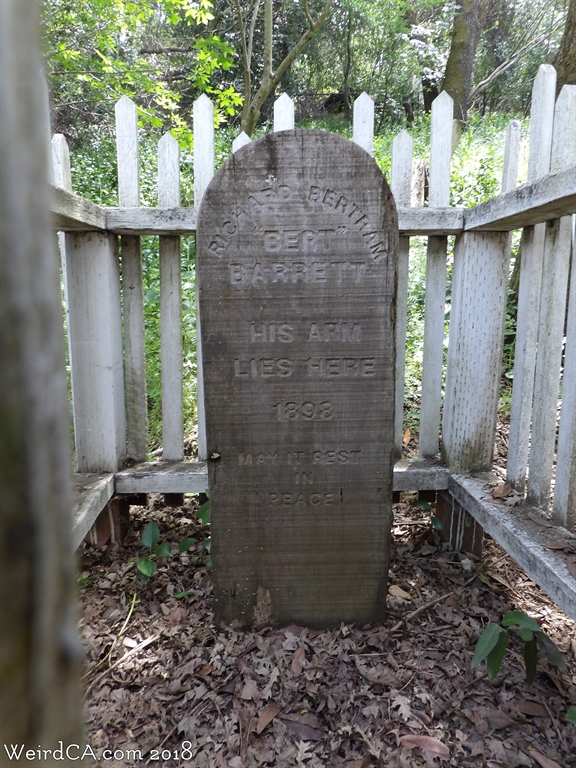 RICHARD BERTRAM
"BERT"
BARRETT
HIS ARM
LIES HERE
1898
MAY IT REST
IN
PEACE
WeirdCA.com 2018